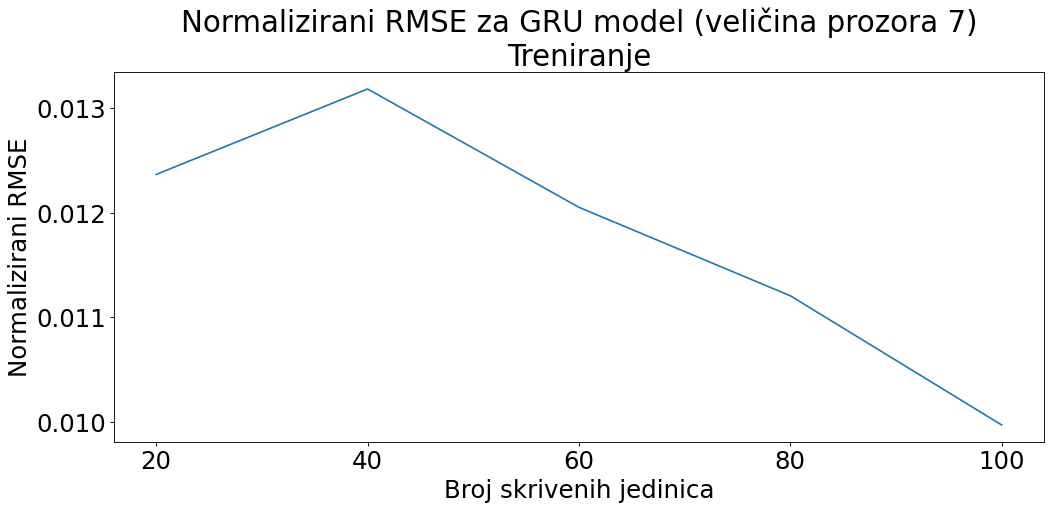 Normalizirani RMSE za GRU model (veličina prozora 7)
Treniranje
Normalizirani RMSE
0.013
0.012
0.011
0.010
20 40 60 80 100
Broj skrivenih jedinica